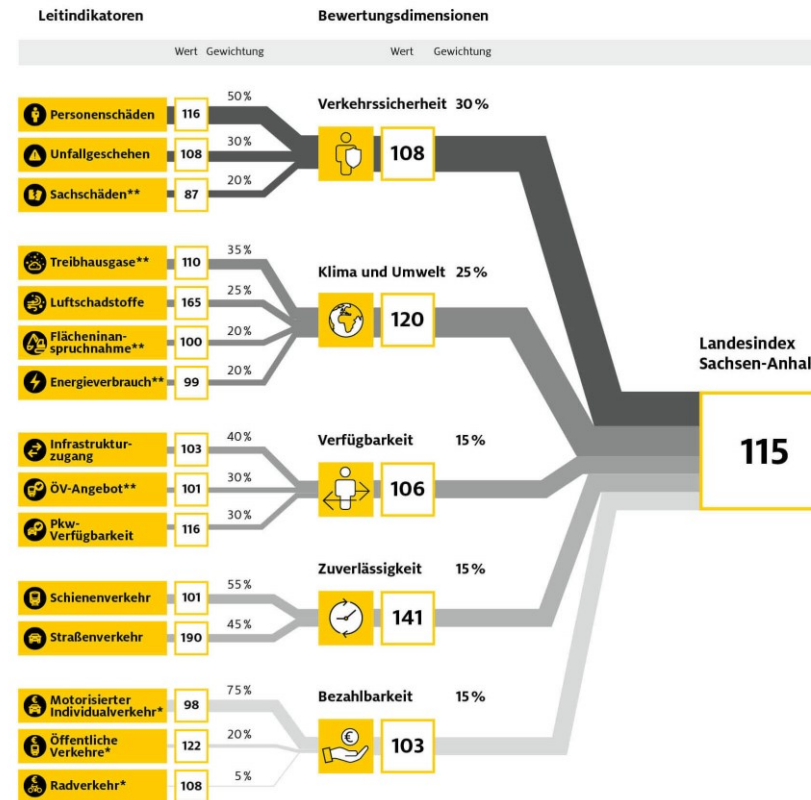 Leitindikatoren
Bewertungsdimensionen
Wert Gewichtung
Wert Gewichtung
Personenschäden 116 50 %
Unfallgeschehen 108 30 %
Sachschäden** 87 20 %
Verkehrssicherheit 30 %
108
Treibhausgase** 110 35 %
Luftschadstoffe 165 25 %
Flächeninan-
spruchnahme** 100 20 %
Energieverbrauch** 99 20 %
Klima und Umwelt 25 %
120
Infrastruktur-
zugang 103 40 %
ÖV-Angebot** 101 30 %
Pkw-
Verfügbarkeit 116 30 %
Verfügbarkeit 15 %
106
Schienenverkehr 101 55 %
Straßenverkehr 190 45 %
Zuverlässigkeit 15 %
141
Motorisierter
Individualverkehr* 98 75 %
Öffentliche
Verkehre* 122 20 %
Radverkehr* 108 5 %
Bezahlbarkeit 15 %
€
103
Landesindex
Sachsen-Anhal
115